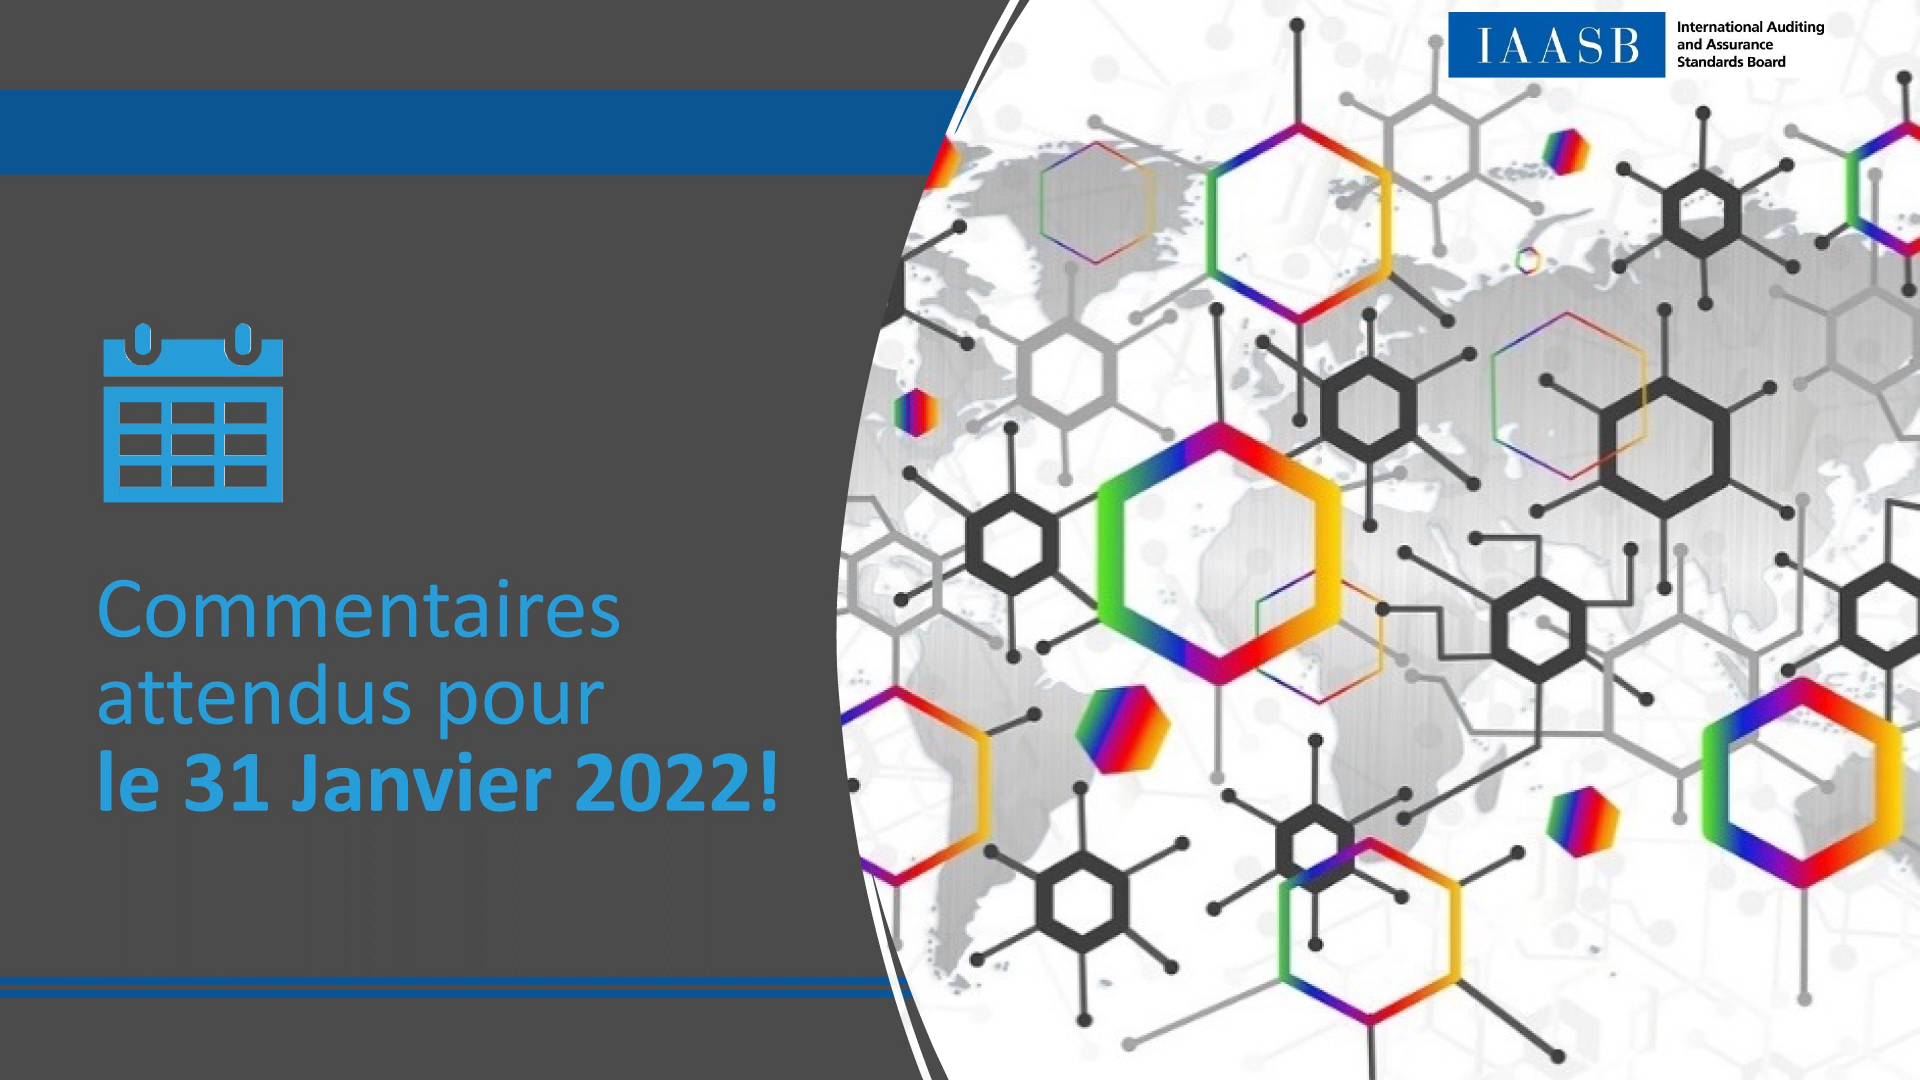 IAASB
International Auditing
and Assurance
Standards Board
Commentaires
attendus pour
le 31 Janvier 2022!